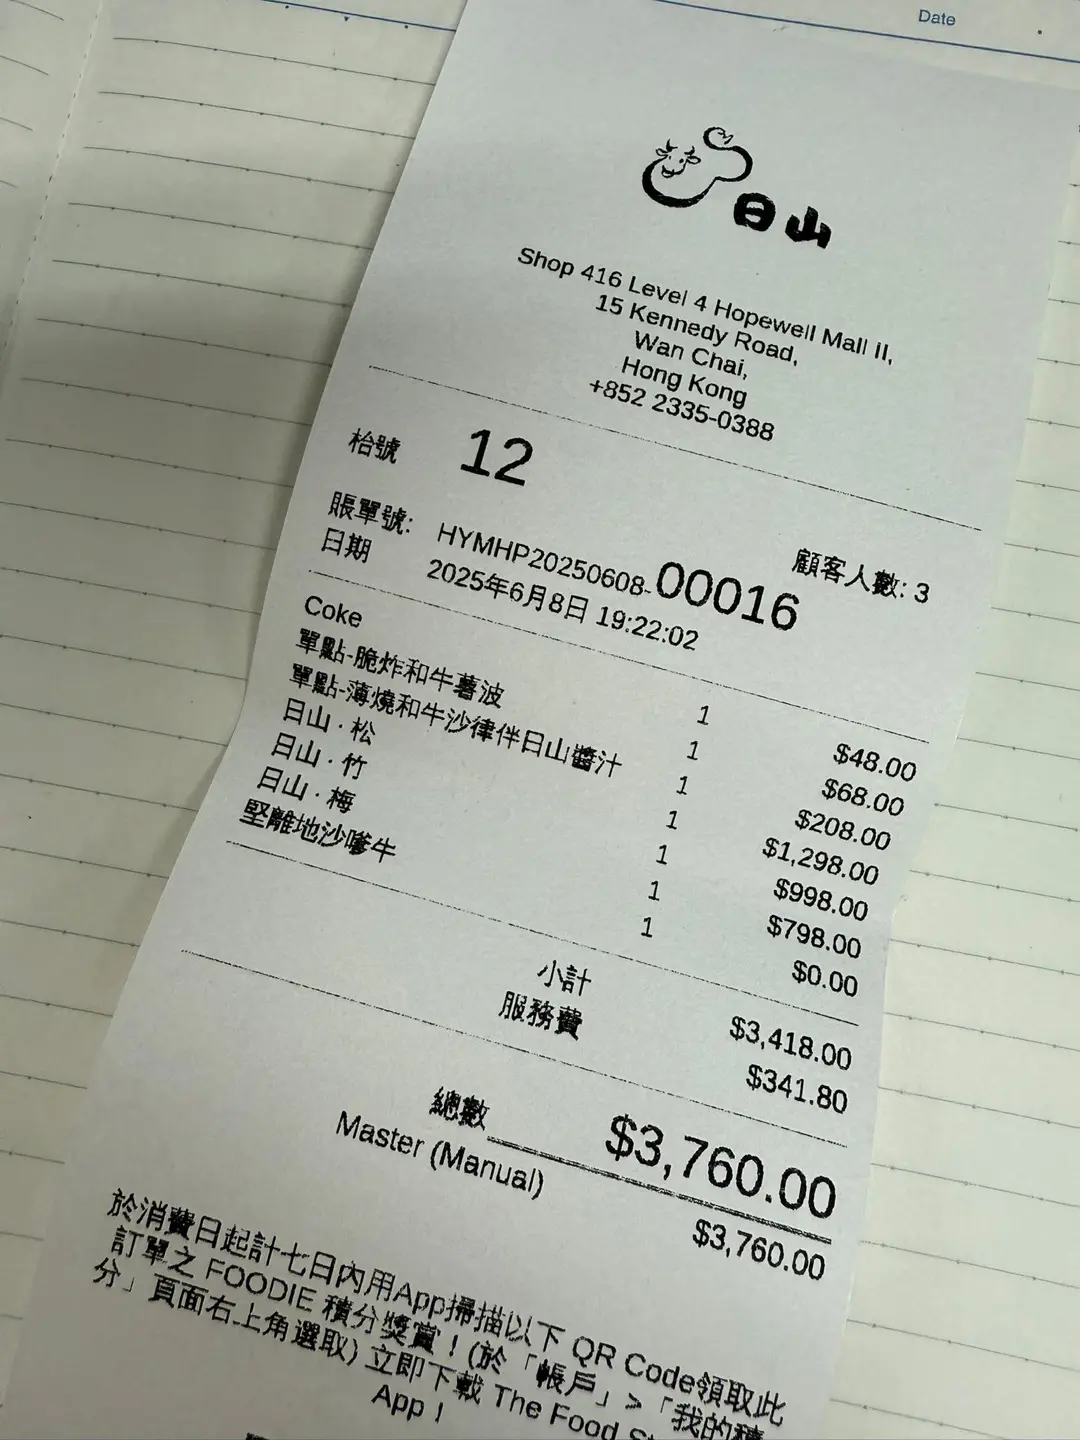 Date
日山
Shop 416 Level 4 Hopewell Mall II,
15 Kennedy Road,
Wan Chai,
Hong Kong
+852 2335-0388
枱號 12
賬單號: HYMHP20250608-00016 顧客人數: 3
日期 2025年6月8日 19:22:02
Coke 1 $48.00
單點-脆炸和牛薯波 1 $68.00
單點-薄燒和牛沙律伴日山醬汁 1 $208.00
日山 . 松 1 $1,298.00
日山 . 竹 1 $998.00
日山 . 梅 1 $798.00
堅離地沙嗲牛 1 $0.00
小計 $3,418.00
服務費 $341.80
總數 $3,760.00
Master (Manual) $3,760.00
於消費日起計七日內用App掃描以下 QR Code領取此
訂單之 FOODIE 積分獎賞！(於「帳戶」>「我的積
分」頁面右上角選取) 立即下載 The Food
App！